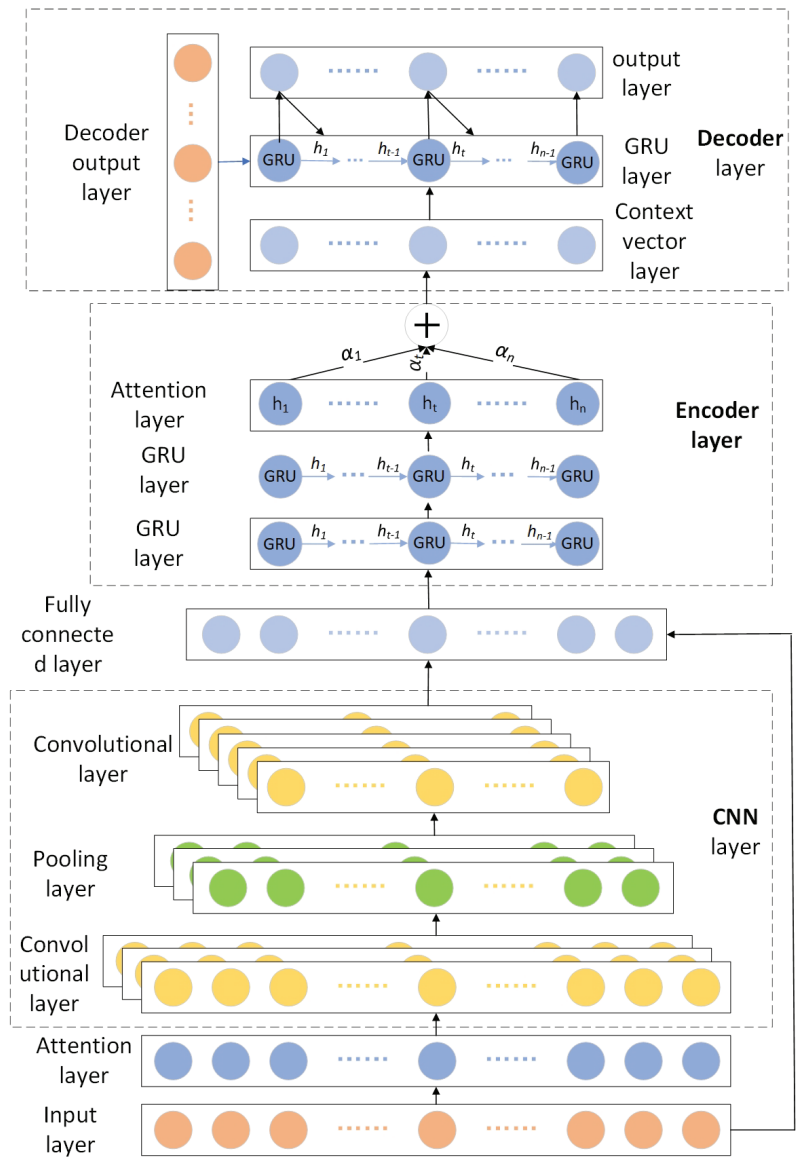 output
layer
Decoder
output
layer
h1
ht-1
ht
hn-1
GRU
GRU
GRU
GRU
layer
Decoder
layer
Context
vector
layer
+
α1
αt
αn
Attention
layer
h1
ht
hn
Encoder
layer
GRU
layer
h1
ht-1
ht
hn-1
GRU
GRU
GRU
GRU
layer
h1
ht-1
ht
hn-1
GRU
GRU
GRU
Fully
connecte
d layer
Convolutional
layer
CNN
layer
Pooling
layer
Convol
utional
layer
Attention
layer
Input
layer